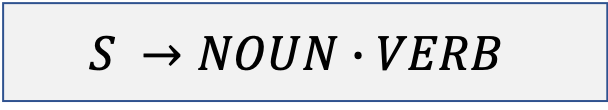 S → NOUN · VERB